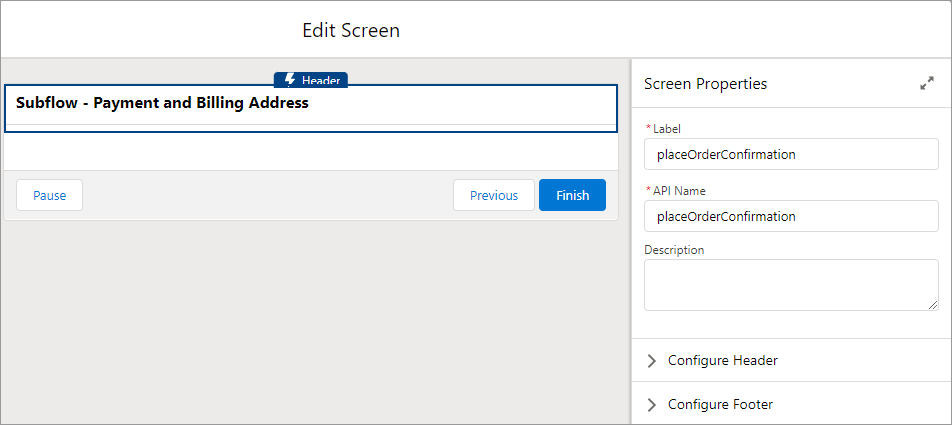 Edit Screen
Header
Subflow - Payment and Billing Address
Pause
Previous
Finish
Screen Properties
* Label
placeOrderConfirmation
* API Name
placeOrderConfirmation
Description
Configure Header
Configure Footer